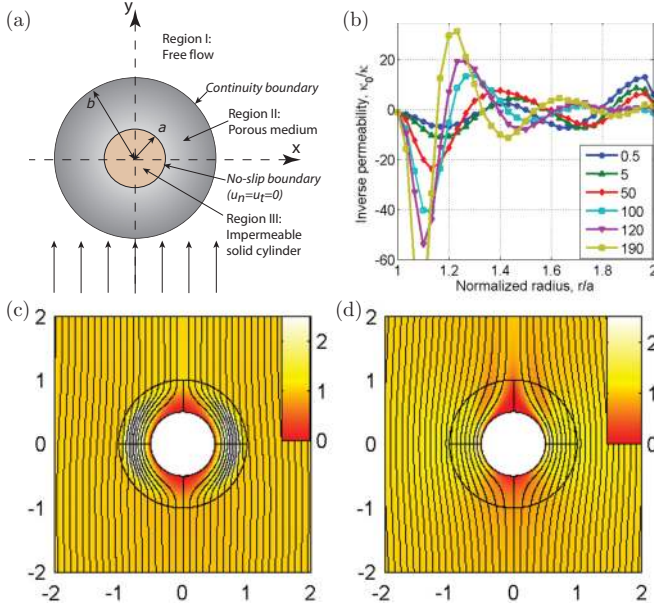 (a)
y
Region I:
Free flow
Continuity boundary
b
Region II:
Porous medium
a
x
No-slip boundary
(un=ut=0)
Region III:
Impermeable
solid cylinder
(b)
Inverse permeability, κ0/κ
20
0
-20
-40
-60
0.5
5
50
100
120
190
1 1.2 1.4 1.6 1.8 2
Normalized radius, r/a
(c)
2
1
0
-1
-2
-2 -1 0 1 2
2
1
0
(d)
2
1
0
-1
-2
-2 -1 0 1 2
2
1
0